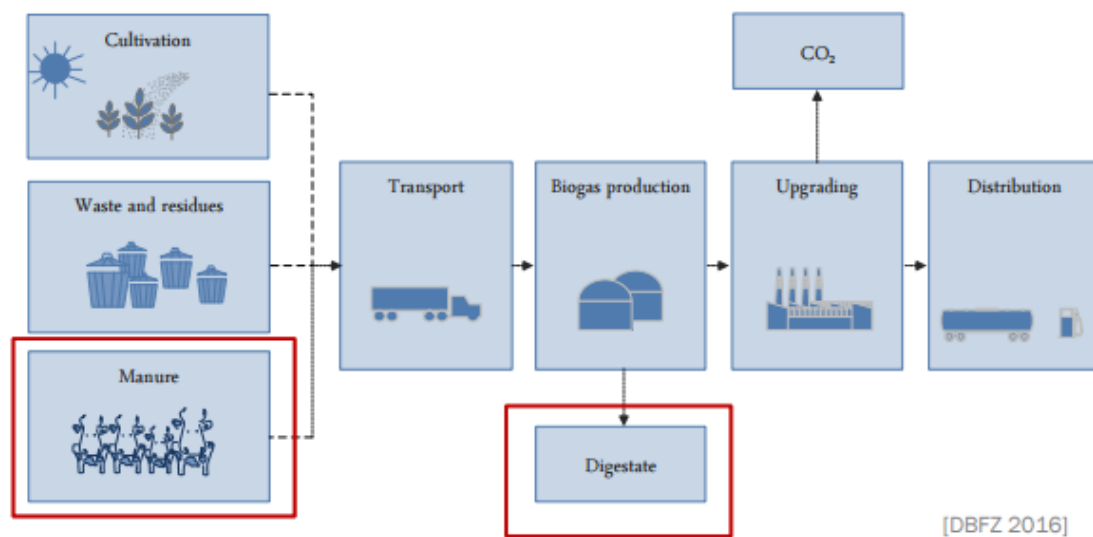 Cultivation
CO₂
Transport
Biogas production
Upgrading
Distribution
Waste and residues
Manure
Digestate
[DBFZ 2016]